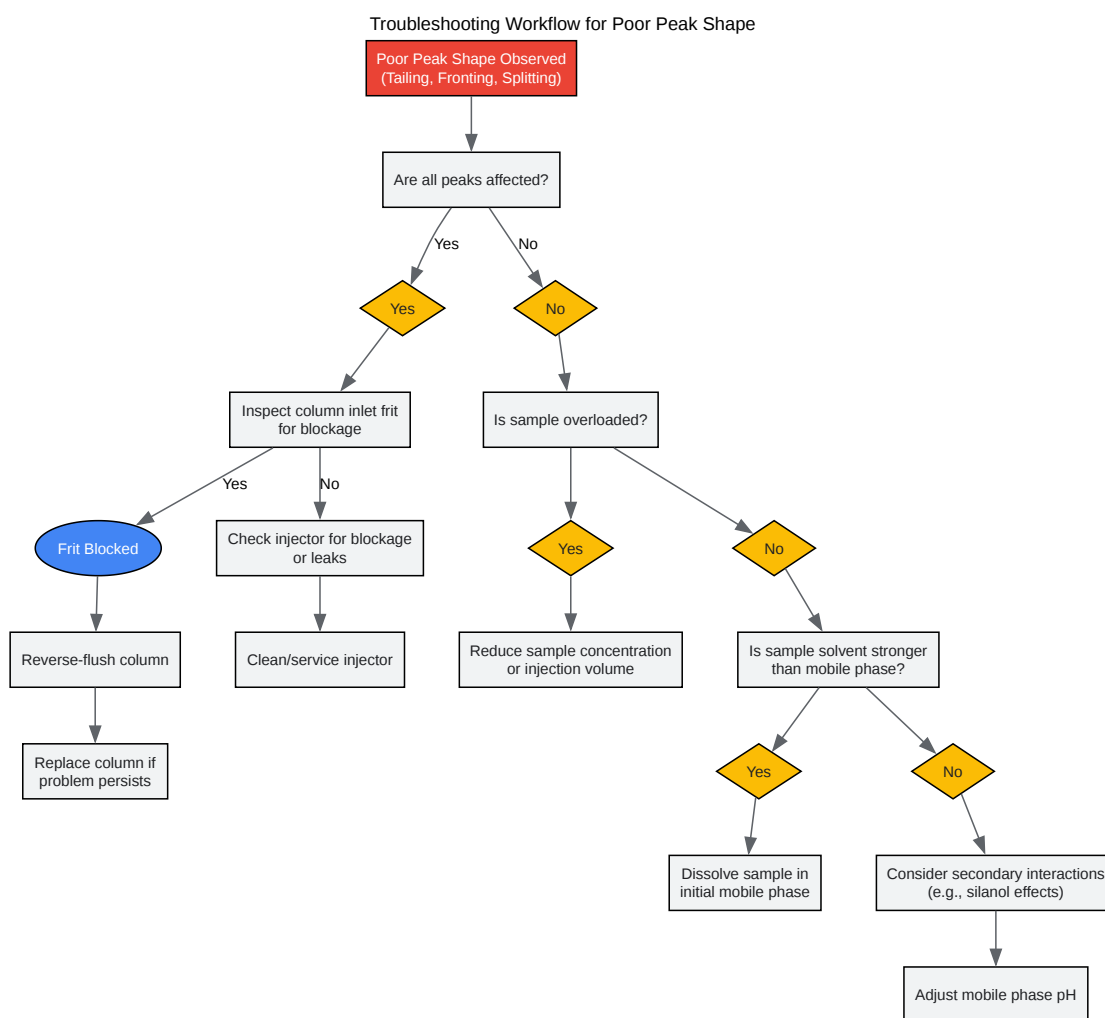 Troubleshooting Workflow for Poor Peak Shape
Poor Peak Shape Observed
(Tailing, Fronting, Splitting)
Are all peaks affected?
Yes
No
Yes
No
Inspect column inlet frit
for blockage
Is sample overloaded?
Yes
No
Frit Blocked
Check injector for blockage
or leaks
Yes
No
Reverse-flush column
Clean/service injector
Reduce sample concentration
or injection volume
Is sample solvent stronger
than mobile phase?
Replace column if
problem persists
Yes
No
Dissolve sample in
initial mobile phase
Consider secondary interactions
(e.g., silanol effects)
Adjust mobile phase pH